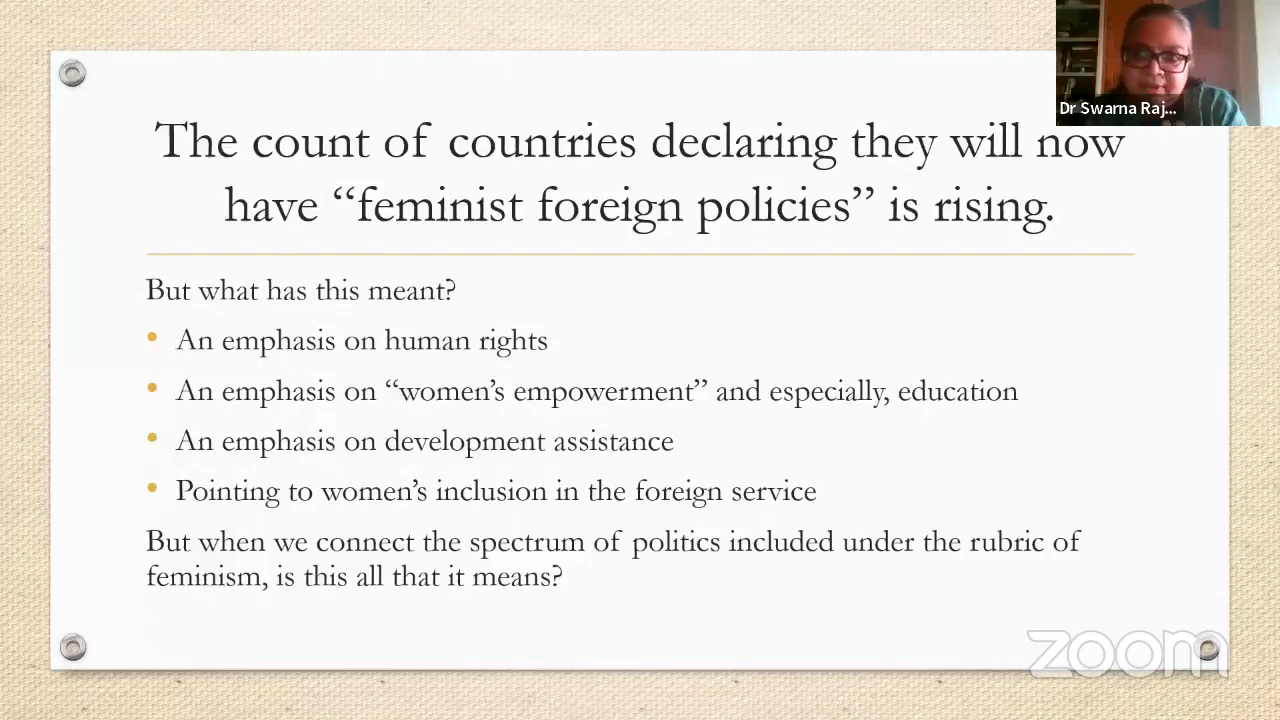 Dr Swarna Raj...
The count of countries declaring they will now
have “feminist foreign policies” is rising.
But what has this meant?
• An emphasis on human rights
• An emphasis on “women’s empowerment” and especially, education
• An emphasis on development assistance
• Pointing to women’s inclusion in the foreign service
But when we connect the spectrum of politics included under the rubric of
feminism, is this all that it means?
zoom